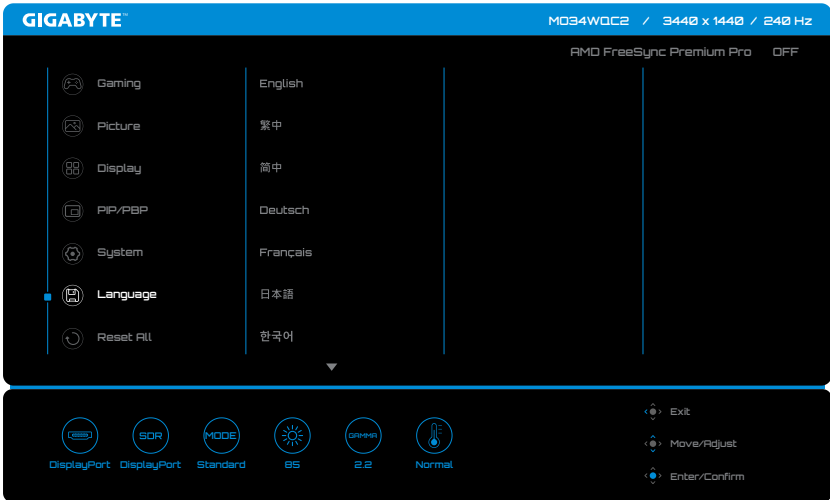 GIGABYTE™
MO34WQC2 / 3440 x 1440 / 240 Hz
AMD FreeSync Premium Pro OFF
Gaming
Picture
Display
PIP/PBP
System
Language
Reset All
English
繁中
简中
Deutsch
Français
日本語
한국어
SDR
MODE
GAMMA
DisplayPort
DisplayPort
Standard
85
2.2
Normal
Exit
Move/Adjust
Enter/Confirm